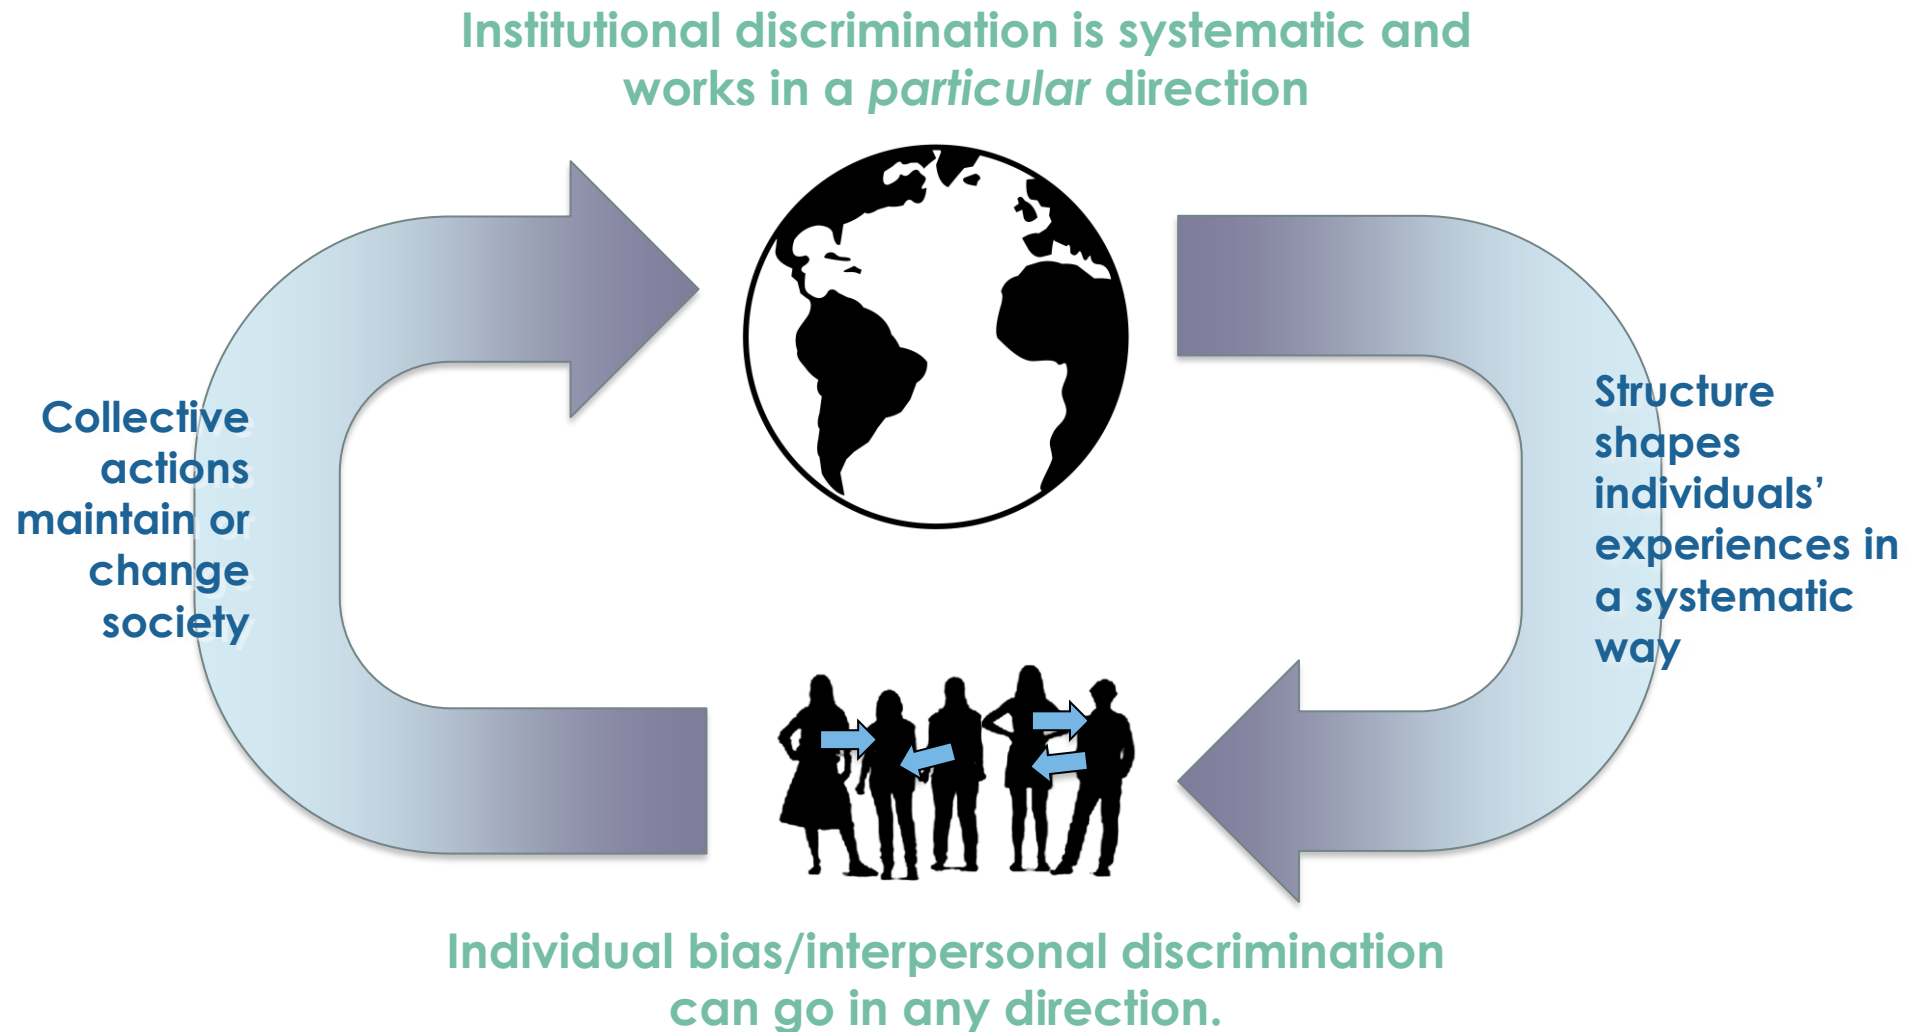 Institutional discrimination is systematic and
works in a particular direction
Collective
actions
maintain or
change
society
Structure
shapes
individuals’
experiences in
a systematic
way
Individual bias/interpersonal discrimination
can go in any direction.